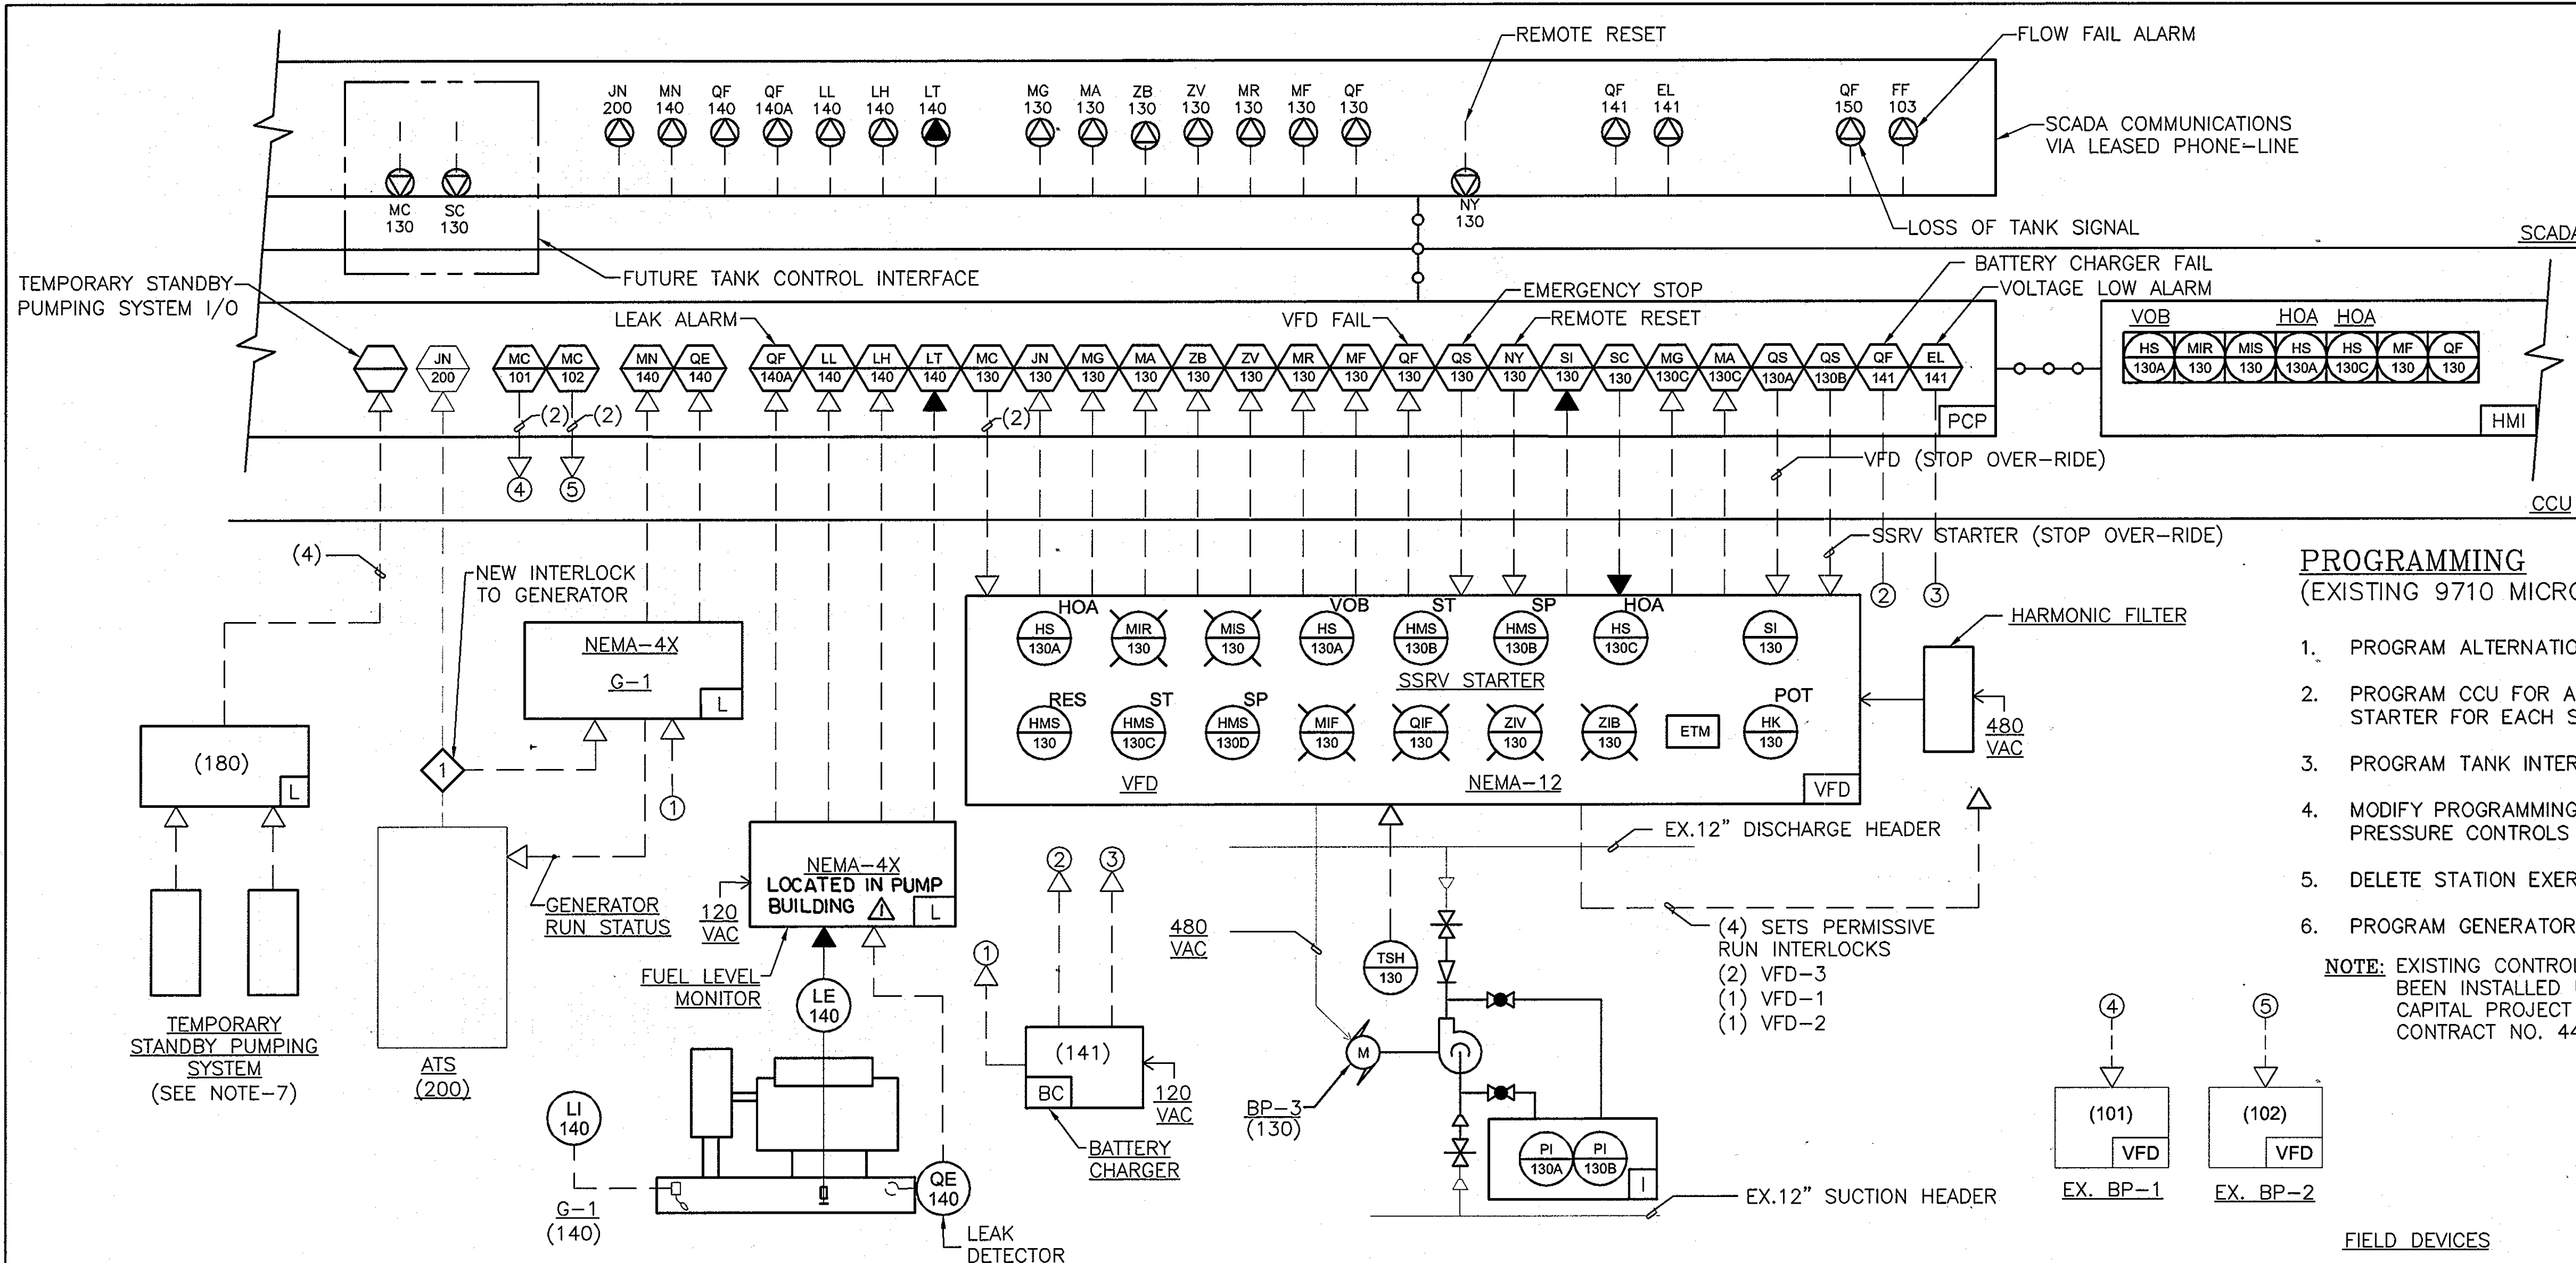 REMOTE RESET
FLOW FAIL ALARM
JN 200
MN 140
QF 140
QF 140A
LL 140
LH 140
LT 140
MG 130
MA 130
ZB 130
ZV 130
MR 130
MF 130
QF 130
QF 141
EL 141
QF 150
FF 103
SCADA COMMUNICATIONS
VIA LEASED PHONE-LINE
MC 130
SC 130
NY 130
LOSS OF TANK SIGNAL
SCADA
FUTURE TANK CONTROL INTERFACE
TEMPORARY STANDBY
PUMPING SYSTEM I/O
BATTERY CHARGER FAIL
VOLTAGE LOW ALARM
LEAK ALARM
VFD FAIL
EMERGENCY STOP
REMOTE RESET
JN 200
MC 101
MC 102
MN 140
QE 140
QF 140A
LL 140
LH 140
LT 140
MC 130
JN 130
MG 130
MA 130
ZB 130
ZV 130
MR 130
MF 130
QF 130
QS 130
NY 130
SI 130
SC 130
MG 130C
MA 130C
QS 130A
QS 130B
QF 141
EL 141
VOB
HOA
HOA
HS 130A
MIR 130
MIS 130
HS 130A
HS 130C
MF 130
QF 130
(2)
(2)
(2)
PCP
HMI
4
5
VFD (STOP OVER-RIDE)
CCU
(4)
SSRV STARTER (STOP OVER-RIDE)
NEW INTERLOCK
TO GENERATOR
NEMA-4X
G-1
L
2
3
HARMONIC FILTER
480
VAC
HOA
VOB
ST
SP
HOA
HS 130A
MIR 130
MIS 130
HS 130A
HMS 130B
HMS 130B
HS 130C
SI 130
SSRV STARTER
RES
ST
SP
POT
HMS 130
HMS 130C
HMS 130D
MIF 130
QIF 130
ZIV 130
ZIB 130
ETM
HK 130
VFD
NEMA-12
VFD
(180)
L
1
1
PROGRAMMING
(EXISTING 9710 MICRO
1. PROGRAM ALTERNATIO
2. PROGRAM CCU FOR A
STARTER FOR EACH S
3. PROGRAM TANK INTER
4. MODIFY PROGRAMMING
PRESSURE CONTROLS
5. DELETE STATION EXER
6. PROGRAM GENERATOR
NOTE: EXISTING CONTROL
BEEN INSTALLED
CAPITAL PROJECT
CONTRACT NO. 44
NEMA-4X
LOCATED IN PUMP
BUILDING 1
L
120
VAC
GENERATOR
RUN STATUS
FUEL LEVEL
MONITOR
LE 140
2
3
1
(141)
BC
120
VAC
BATTERY
CHARGER
EX.12" DISCHARGE HEADER
480
VAC
TSH 130
(4) SETS PERMISSIVE
RUN INTERLOCKS
(2) VFD-3
(1) VFD-1
(1) VFD-2
M
BP-3
(130)
PI 130A
PI 130B
I
EX.12" SUCTION HEADER
TEMPORARY
STANDBY PUMPING
SYSTEM
(SEE NOTE-7)
ATS
(200)
LI 140
G-1
(140)
QE 140
LEAK
DETECTOR
4
5
(101)
VFD
EX. BP-1
(102)
VFD
EX. BP-2
FIELD DEVICES